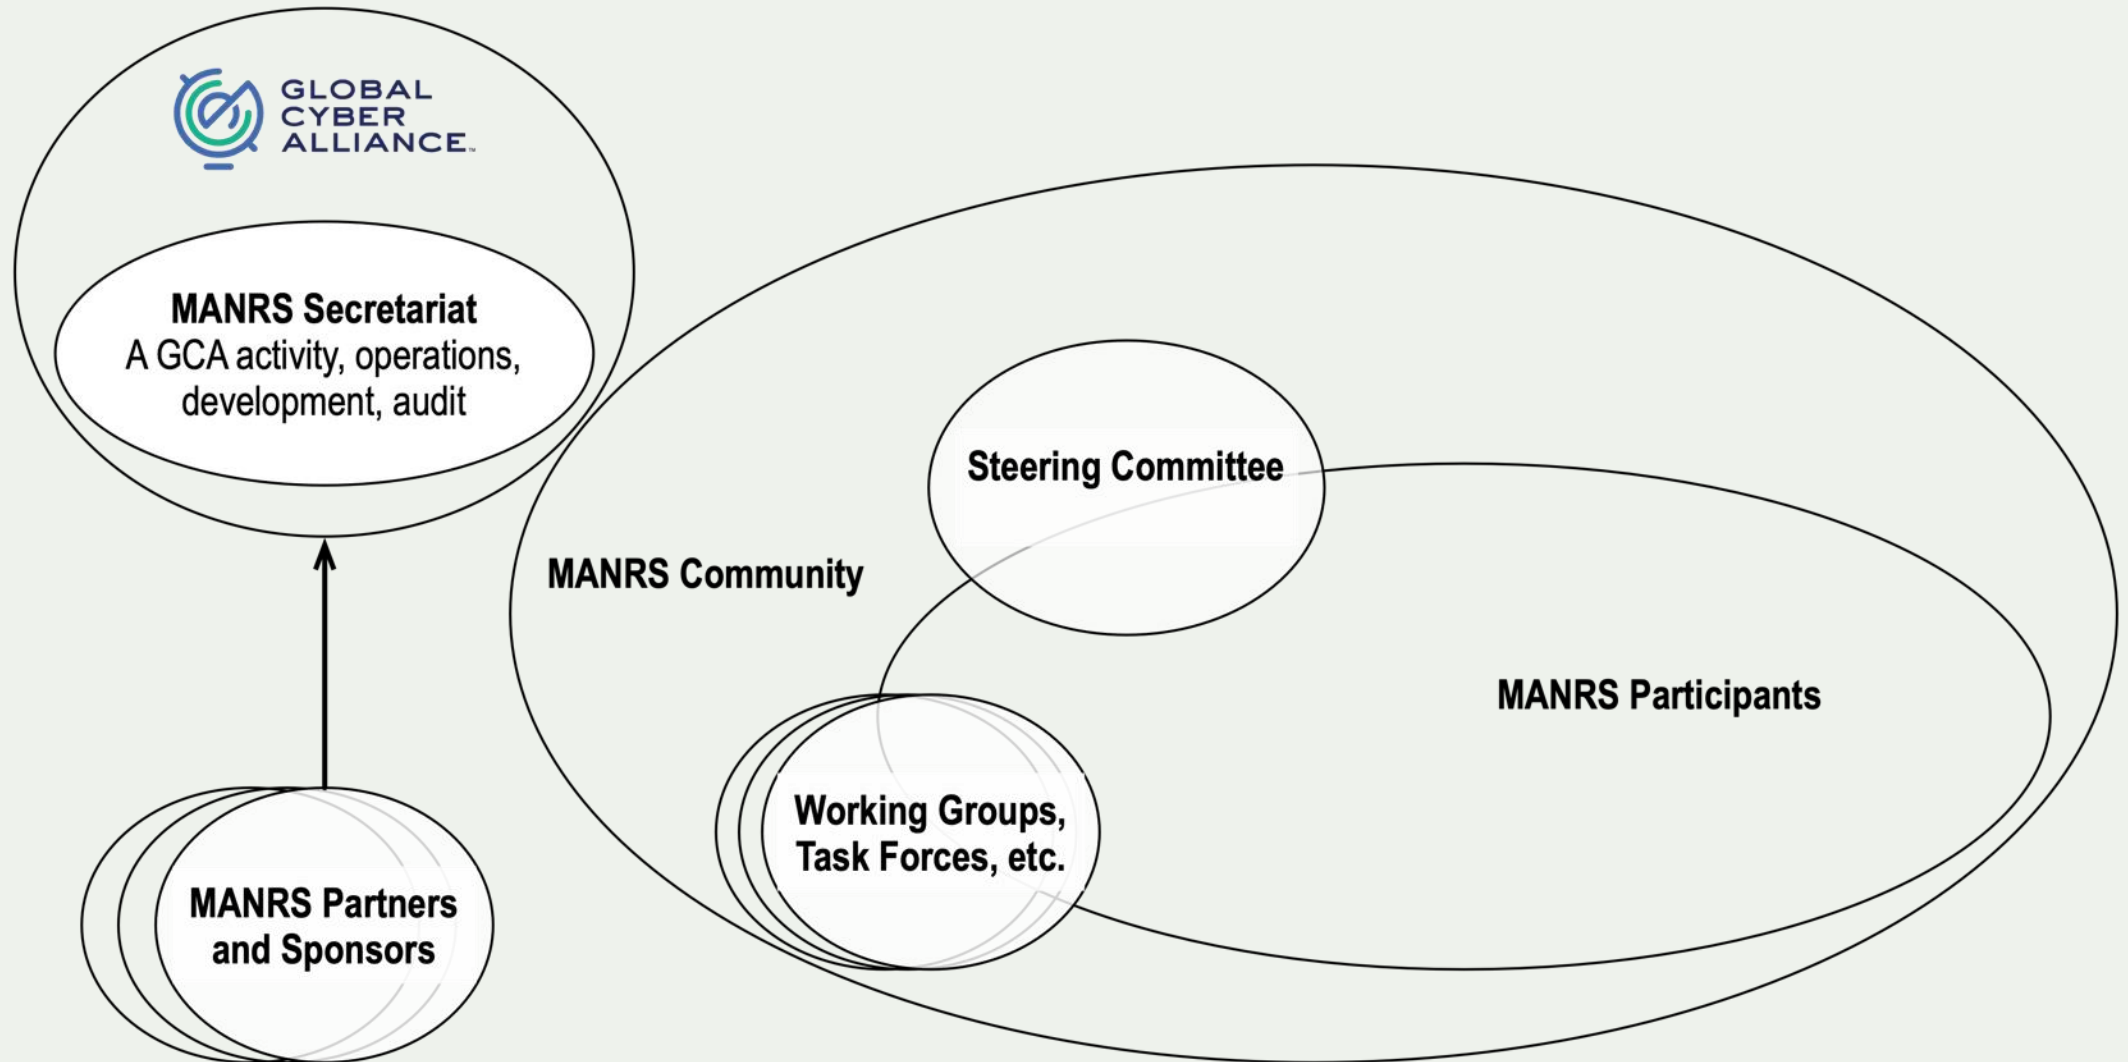 GLOBAL
CYBER
ALLIANCE™
MANRS Secretariat
A GCA activity, operations,
development, audit
Steering Committee
MANRS Community
MANRS Participants
Working Groups,
Task Forces, etc.
MANRS Partners
and Sponsors